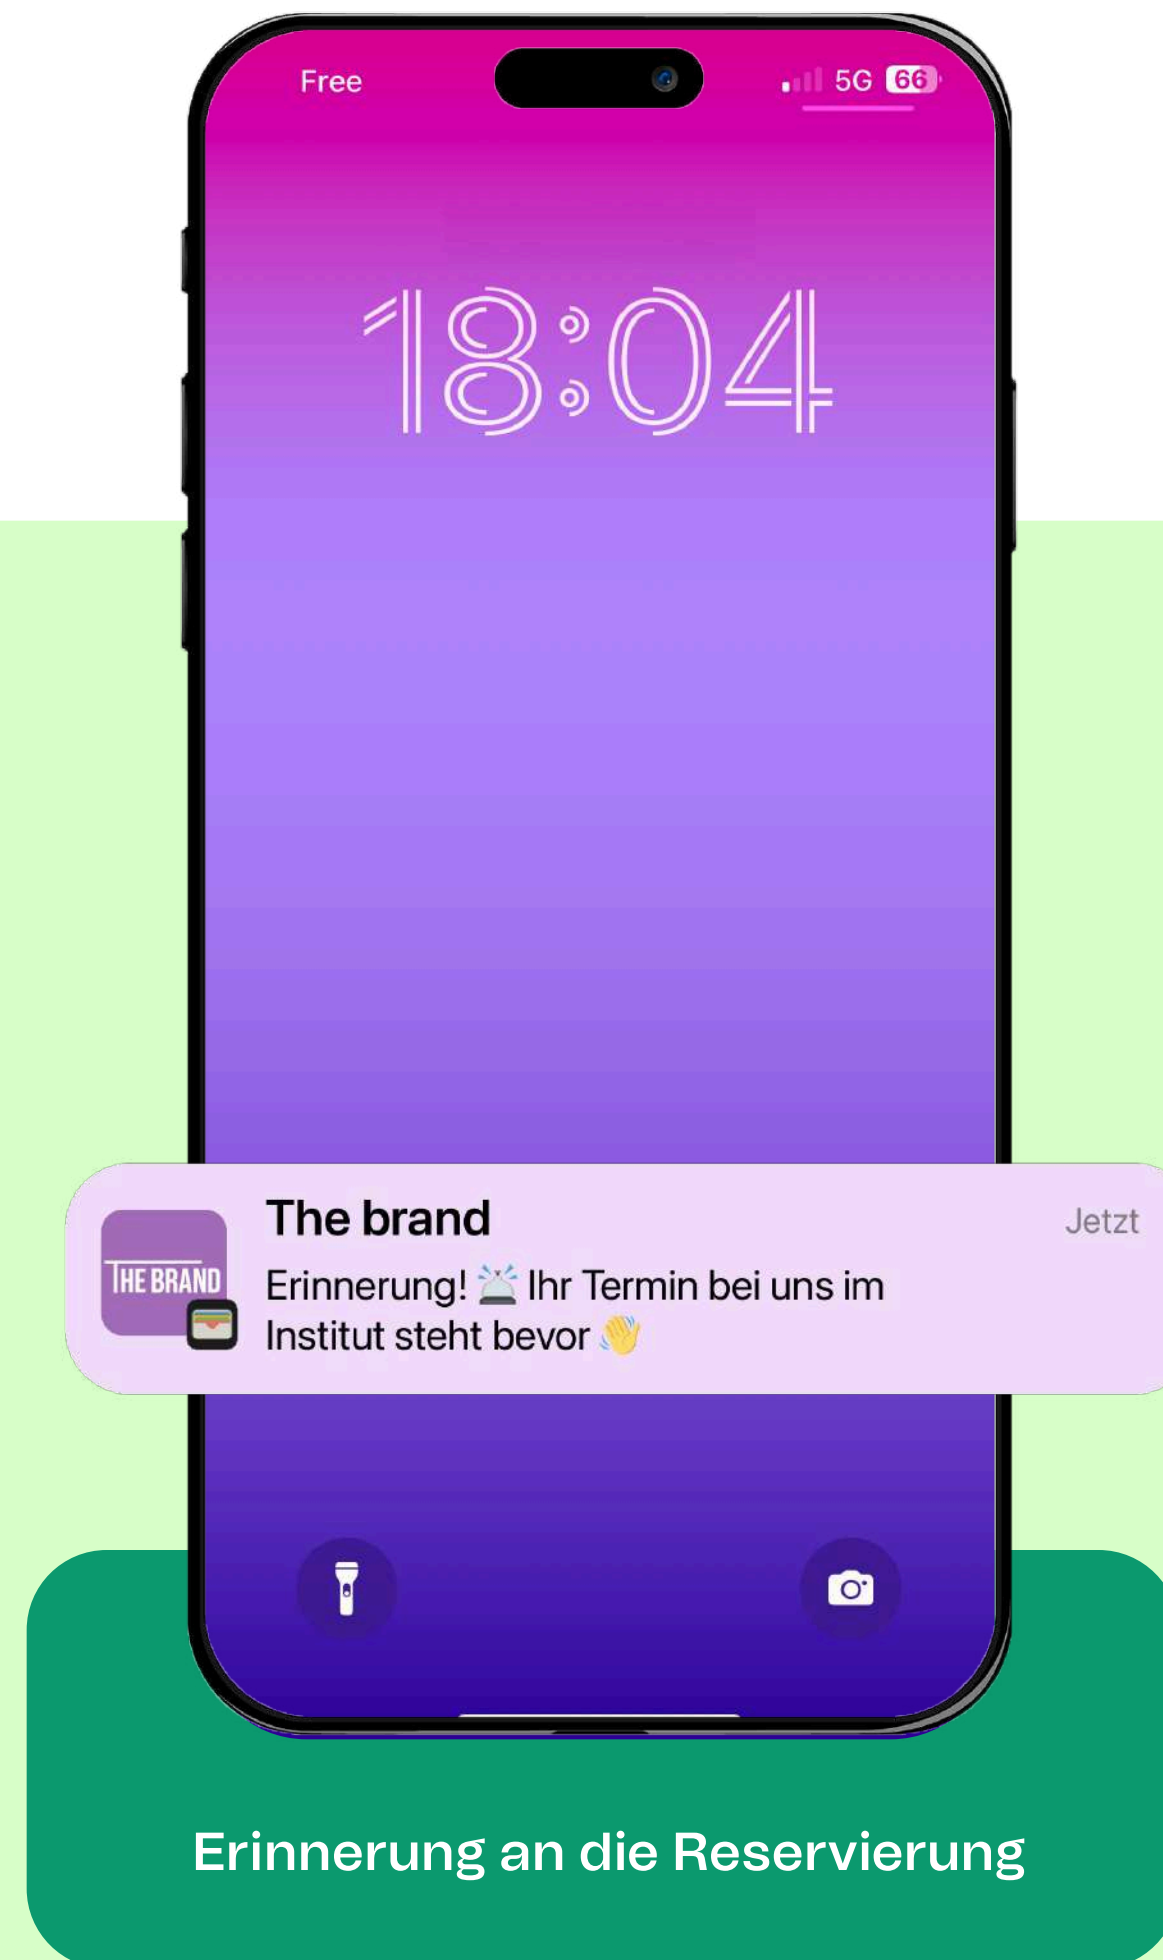 Free
5G 66
18:04
The brand
Jetzt
THE BRAND
Erinnerung! 🛎️ Ihr Termin bei uns im
Institut steht bevor 👋
Erinnerung an die Reservierung